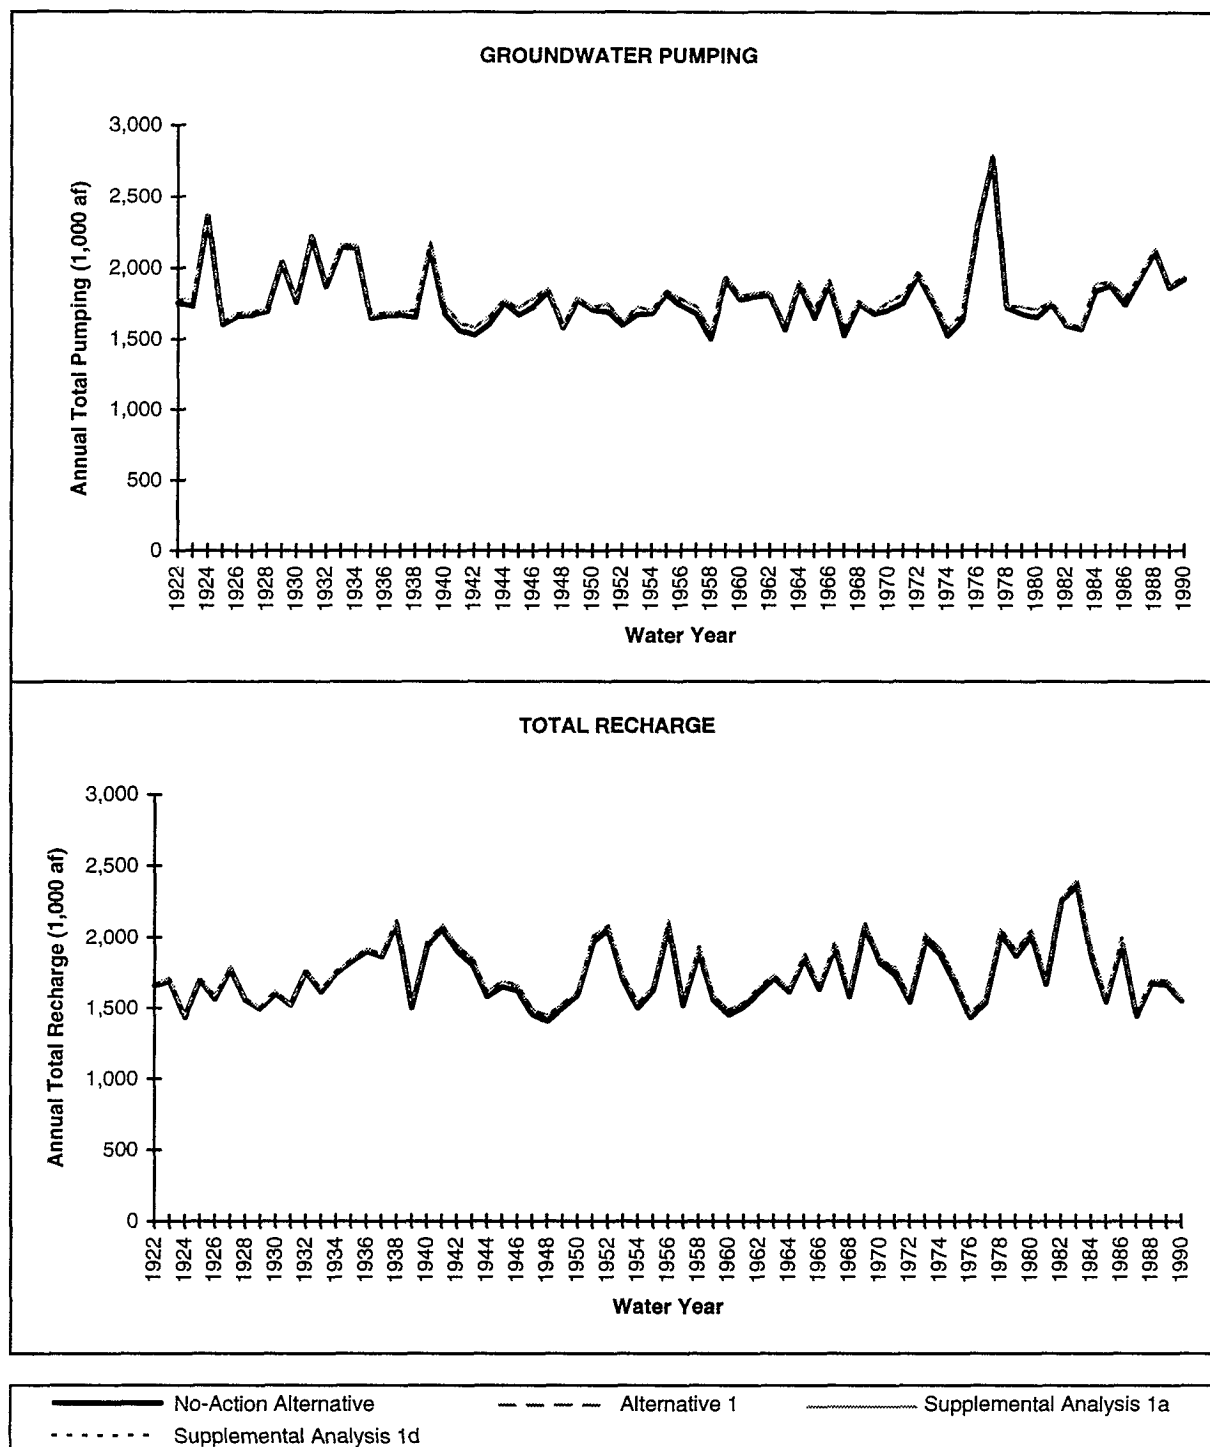 GROUNDWATER PUMPING
Annual Total Pumping (1,000 af)
3,000
2,500
2,000
1,500
1,000
500
0
1922 1924 1926 1928 1930 1932 1934 1936 1938 1940 1942 1944 1946 1948 1950 1952 1954 1956 1958 1960 1962 1964 1966 1968 1970 1972 1974 1976 1978 1980 1982 1984 1986 1988 1990
Water Year
TOTAL RECHARGE
Annual Total Recharge (1,000 af)
3,000
2,500
2,000
1,500
1,000
500
0
1922 1924 1926 1928 1930 1932 1934 1936 1938 1940 1942 1944 1946 1948 1950 1952 1954 1956 1958 1960 1962 1964 1966 1968 1970 1972 1974 1976 1978 1980 1982 1984 1986 1988 1990
Water Year
No-Action Alternative Alternative 1 Supplemental Analysis 1a
Supplemental Analysis 1d